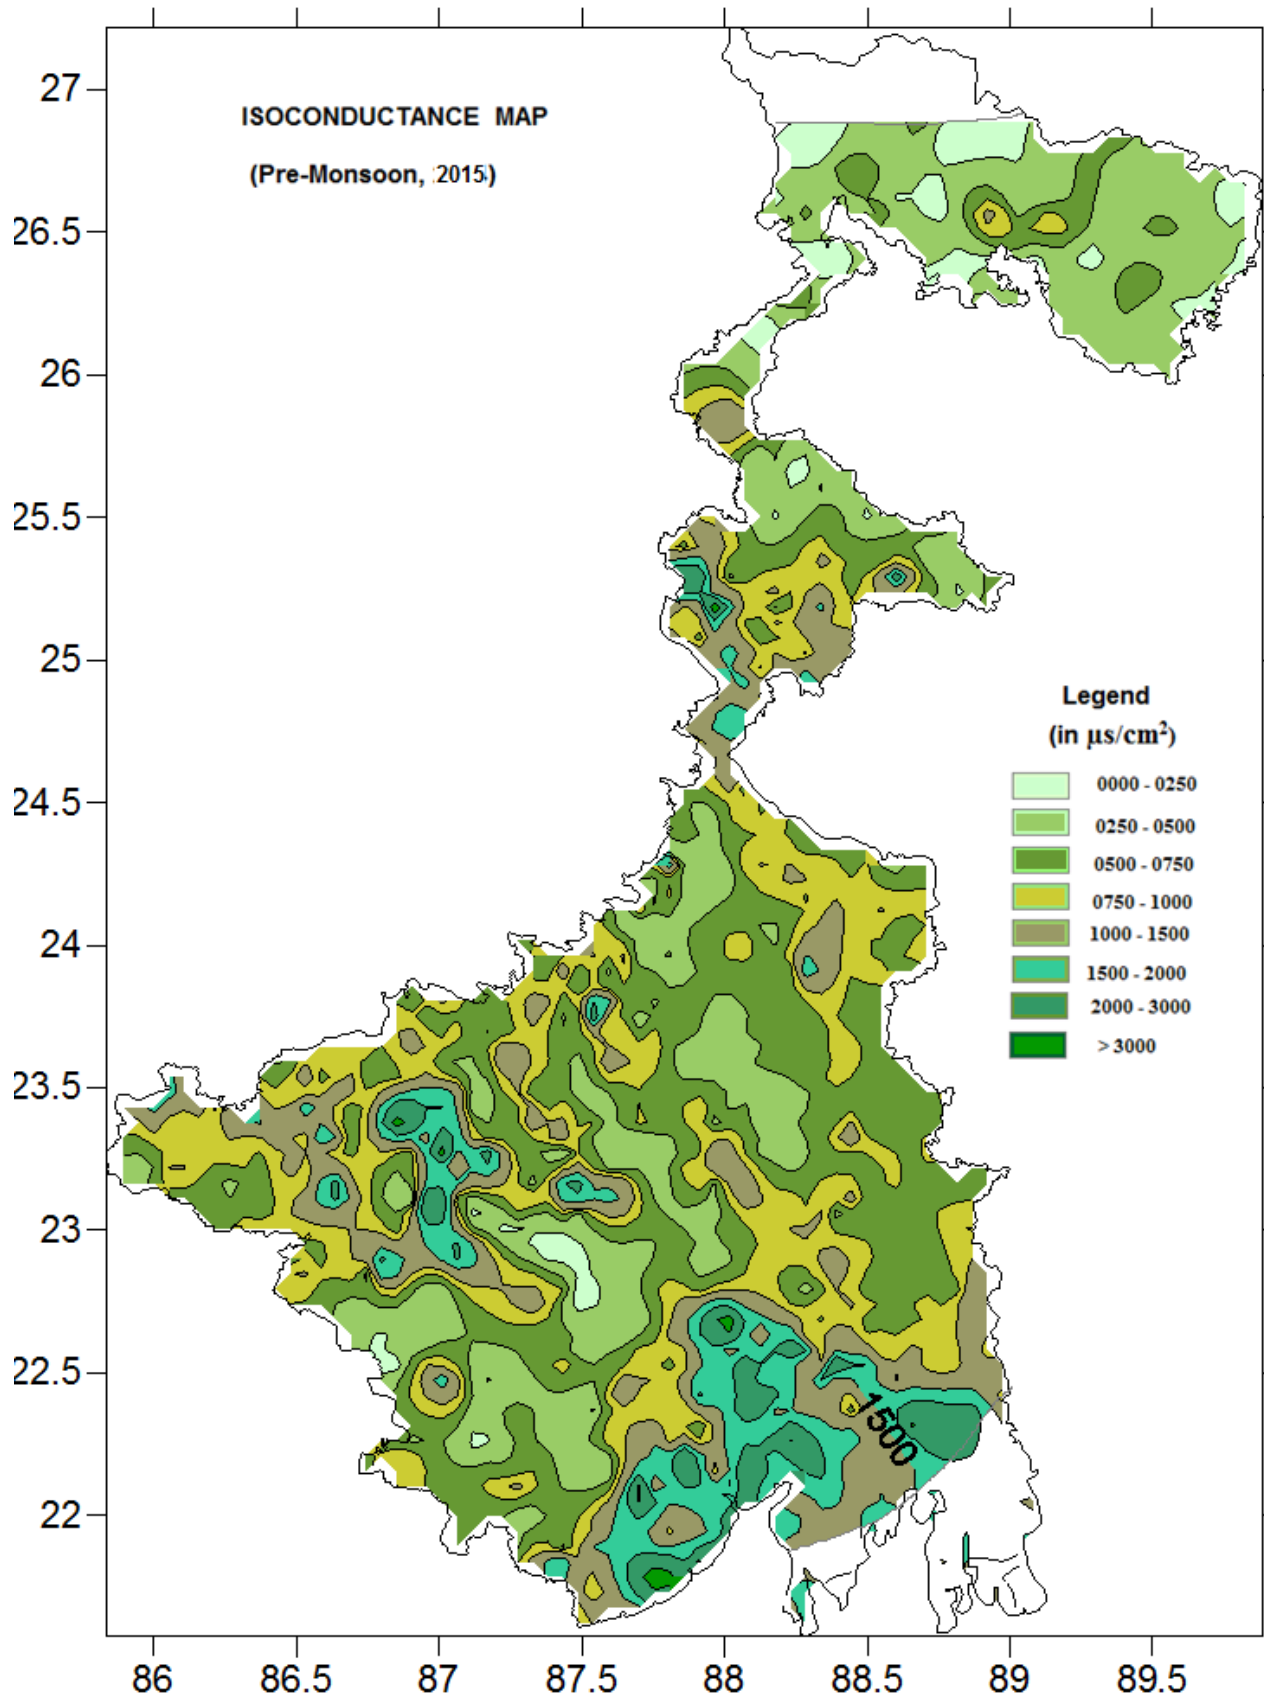 ISOCONDUCTANCE MAP
(Pre-Monsoon, 2015)
27
26.5
26
25.5
25
24.5
24
23.5
23
22.5
22
Legend
(in µs/cm²)
0000 - 0250
0250 - 0500
0500 - 0750
0750 - 1000
1000 - 1500
1500 - 2000
2000 - 3000
> 3000
1500
86 86.5 87 87.5 88 88.5 89 89.5